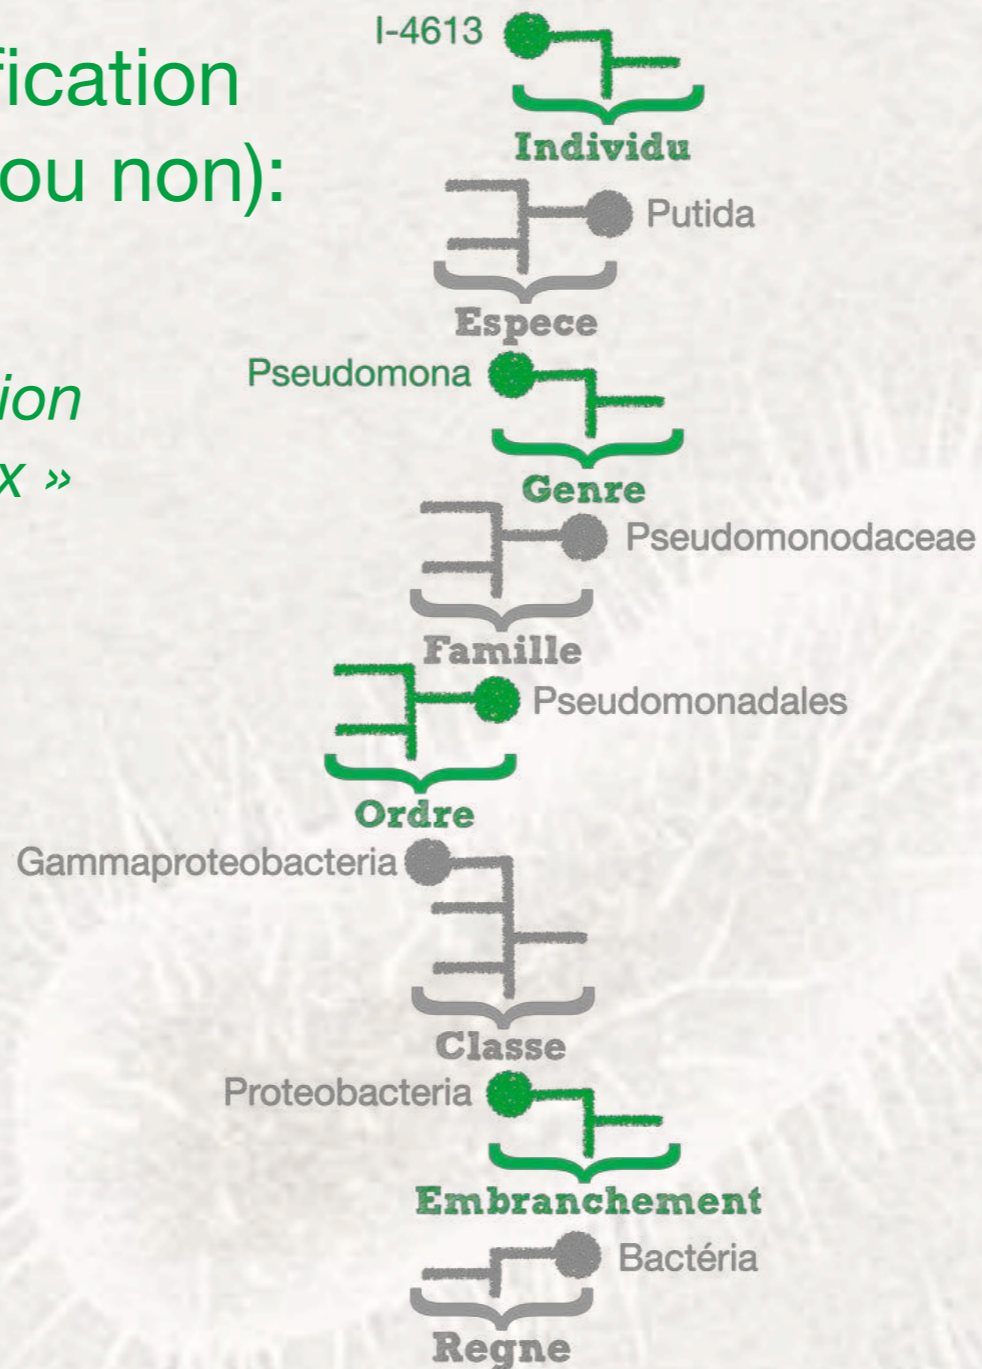 I-4613
fication
Individu
ou non):
Putida
Espece
Pseudomona
ion
x »
Genre
Pseudomonodaceae
Famille
Pseudomonadales
Ordre
Gammaproteobacteria
Classe
Proteobacteria
Embranchement
Bactéria
Regne